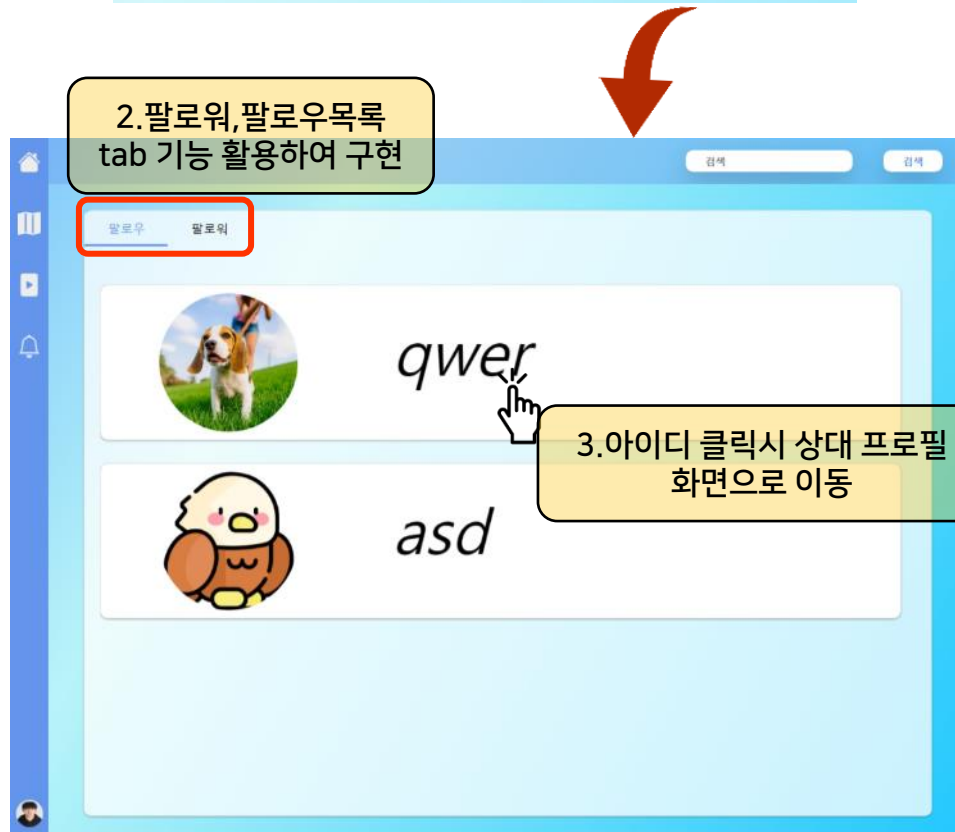 2.팔로워,팔로우목록
tab 기능 활용하여 구현
검색
검색
팔로우
팔로워
qwer
3.아이디 클릭시 상대 프로필
화면으로 이동
asd